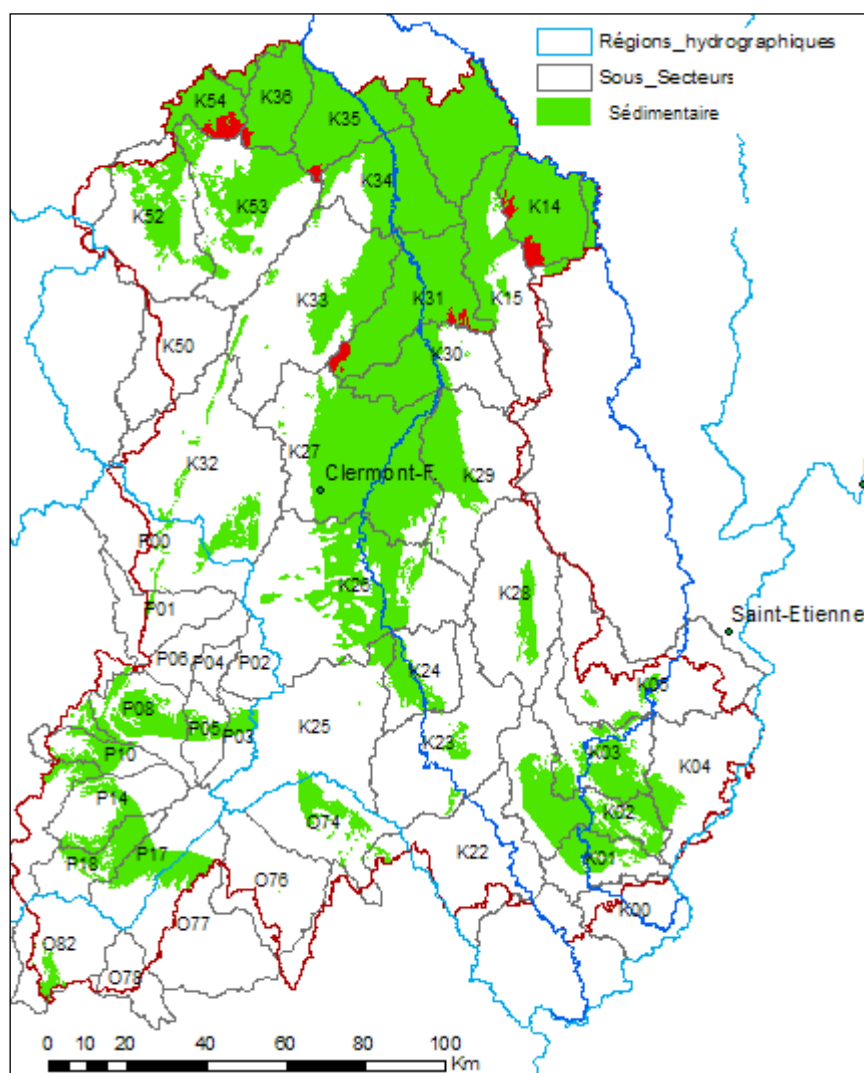 Régions_hydrographiques
Sous_Secteurs
Sédimentaire
K54
K36
K35
K34
K14
K52
K53
K33
K31
K15
K50
K30
K27
K32
Clermont-F.
K29
P00
K26
K28
P01
Saint-Etienne
P06
P04
P02
K24
K05
P08
P05
P03
K25
K23
K03
P10
K04
P14
K02
O74
P18
P17
K22
K01
O76
K00
O77
O82
O78
0 10 20 40 60 80 100
Km